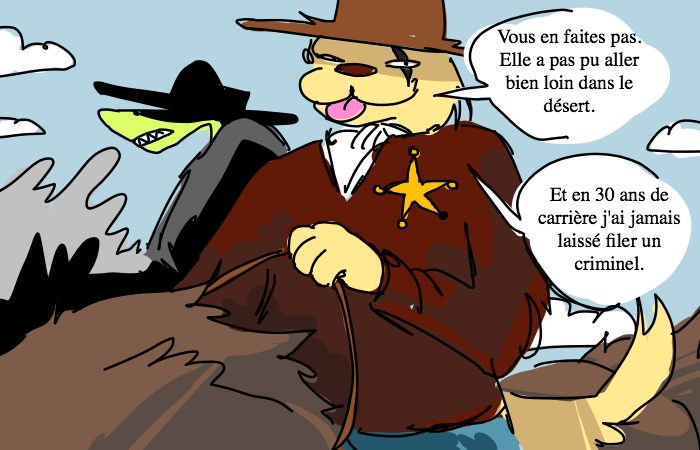 Vous en faites pas.
Elle a pas pu aller
bien loin dans le
désert.
Et en 30 ans de
carrière j'ai jamais
laissé filer un
criminel.